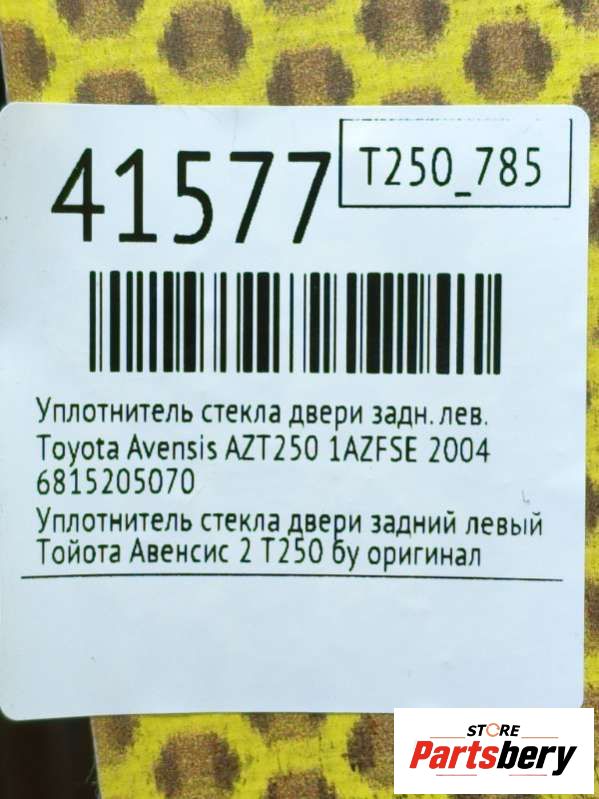 41577
T250_785
Уплотнитель стекла двери задн. лев.
Toyota Avensis AZT250 1AZFSE 2004
6815205070
Уплотнитель стекла двери задний левый
Тойота Авенсис 2 Т250 бу оригинал
STORE
Partsbery